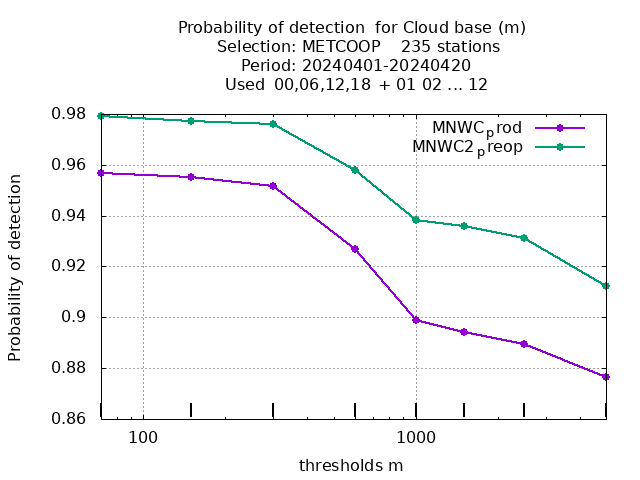 Probability of detection  for Cloud base (m)
Selection: METCOOP    235 stations
Period: 20240401-20240420
Used  00,06,12,18 + 01 02 ... 12
MNWCprod
MNWC2preop
0.98
0.96
0.94
0.92
0.9
0.88
0.86
Probability of detection
100
1000
thresholds m